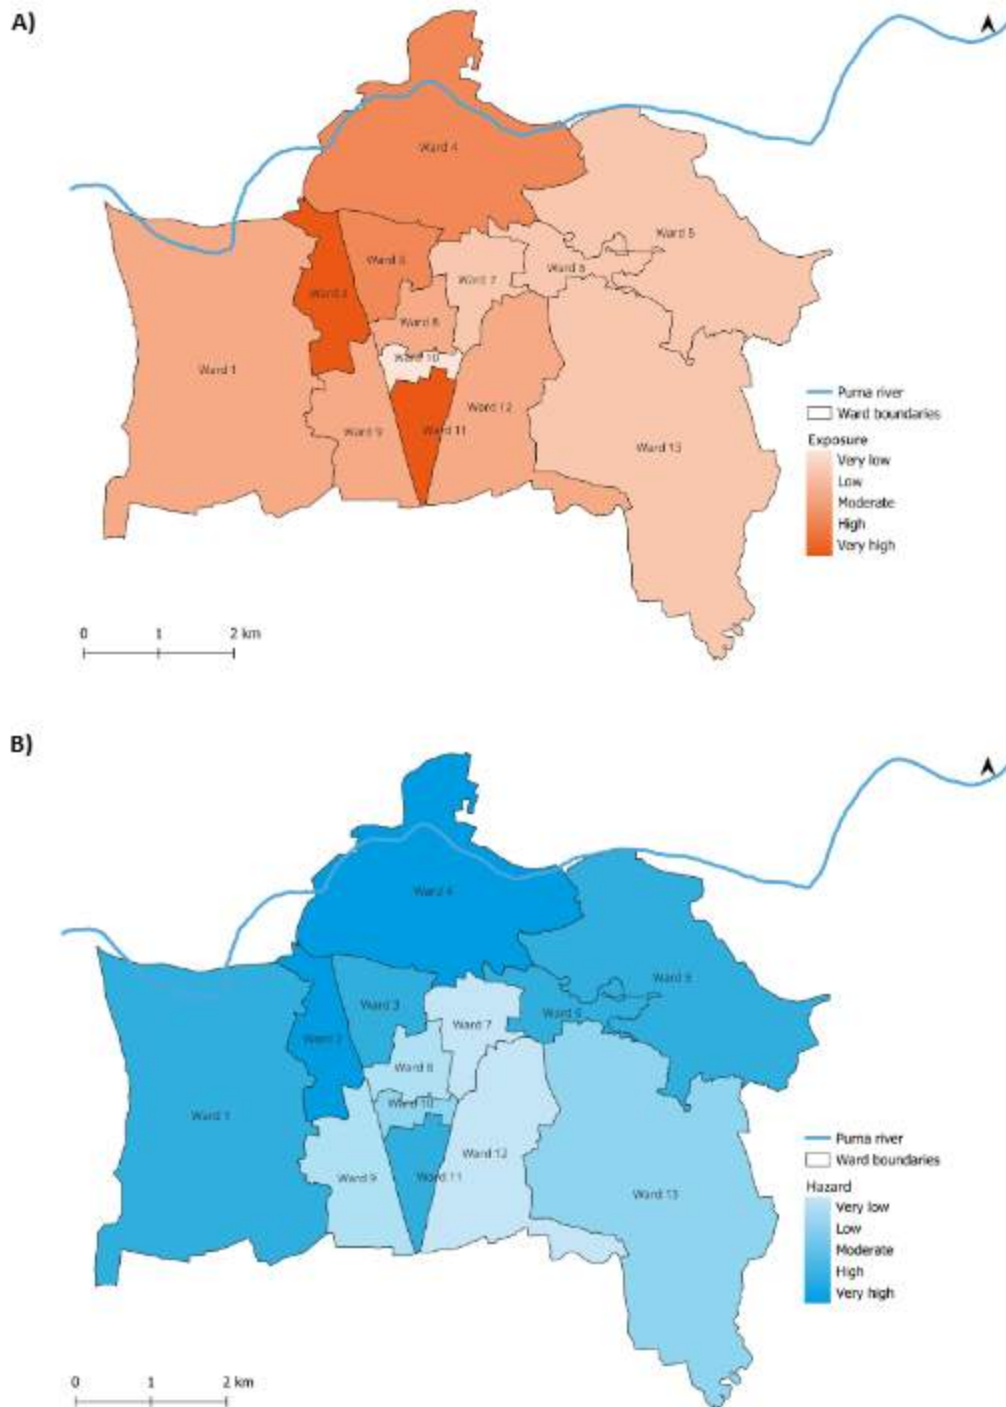 A)
Ward 4
Ward 5
Ward 3
Ward 7
Ward 6
Ward 2
Ward 8
Ward 10
Ward 1
Ward 12
Ward 9
Ward 11
Ward 13
Purna river
Ward boundaries
Exposure
Very low
Low
Moderate
High
Very high
0 1 2 km
B)
Ward 4
Ward 5
Ward 3
Ward 6
Ward 7
Ward 2
Ward 8
Ward 10
Ward 1
Ward 12
Ward 9
Ward 11
Ward 13
Purna river
Ward boundaries
Hazard
Very low
Low
Moderate
High
Very high
0 1 2 km